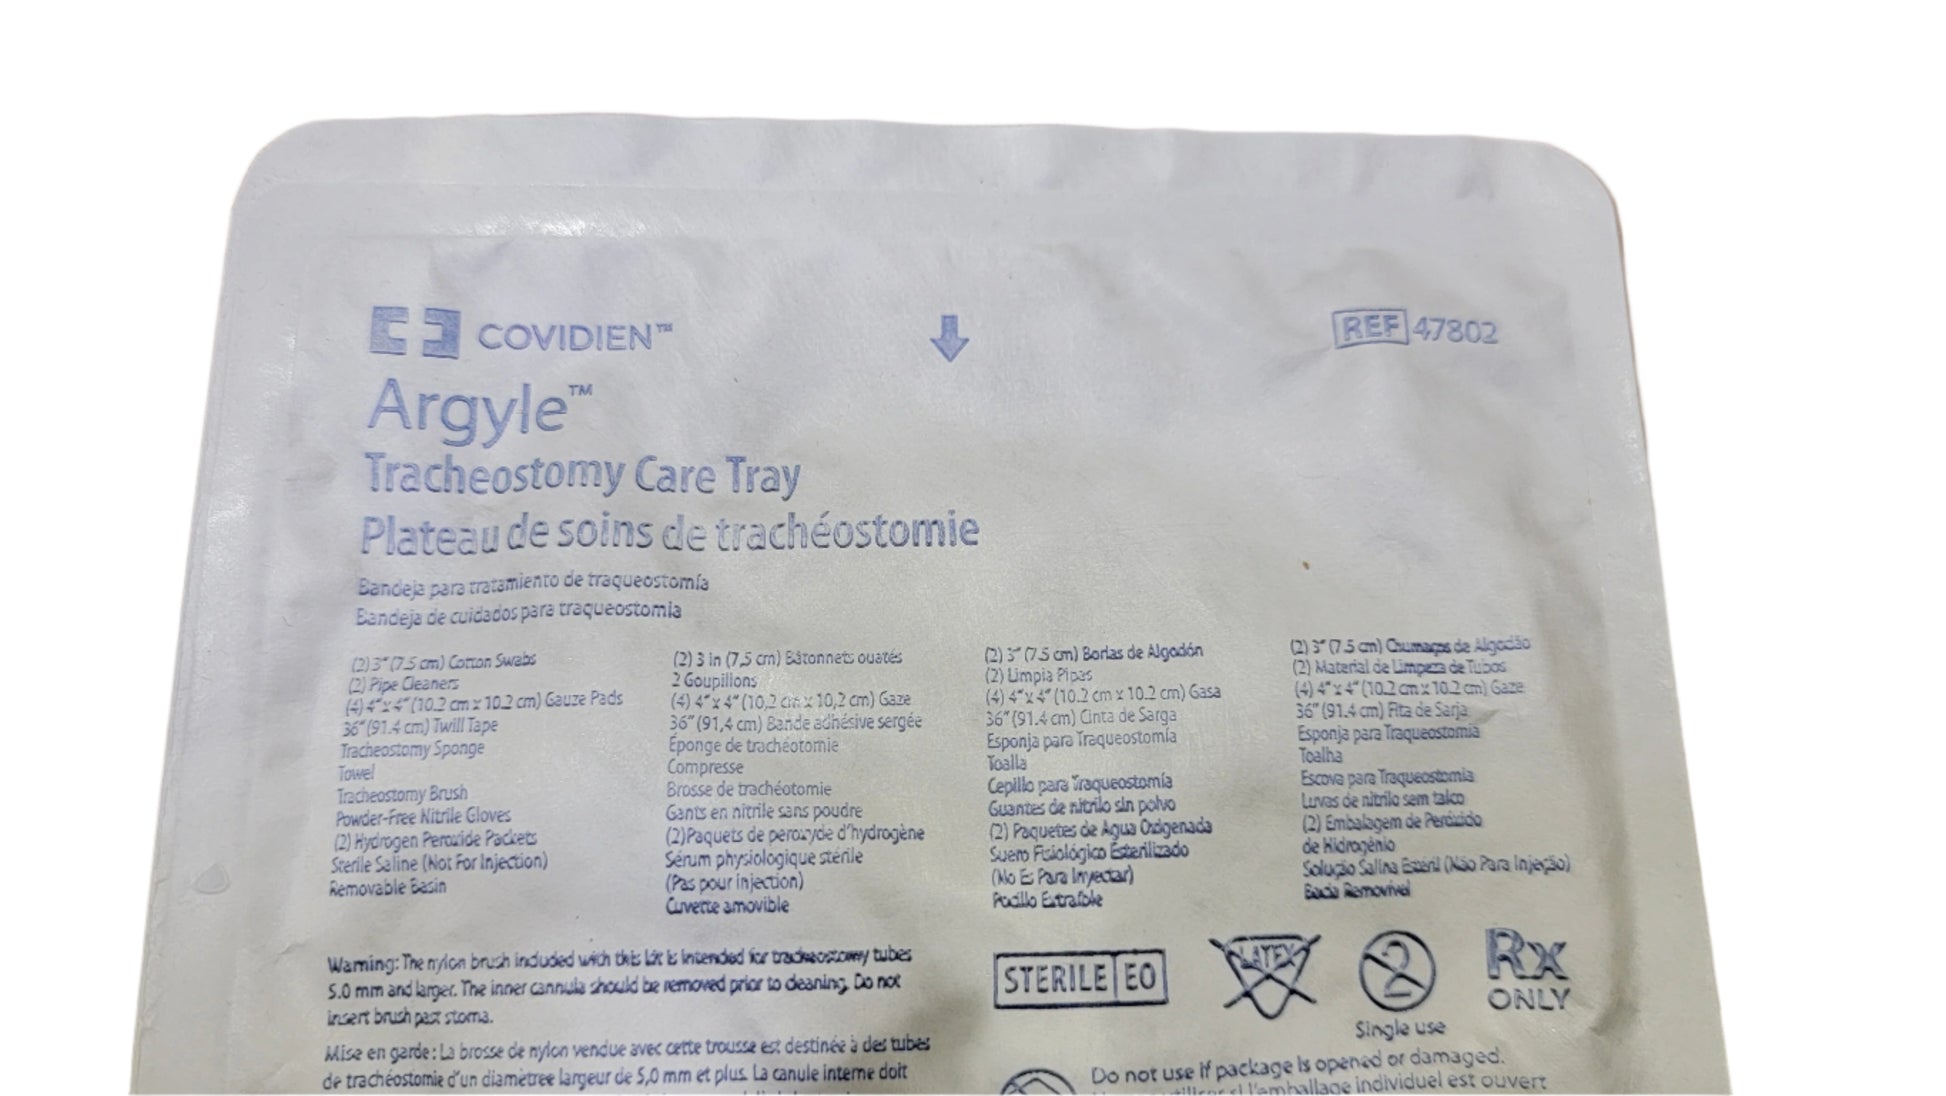 COVIDIEN™
REF 47802
Argyle™
Tracheostomy Care Tray
Plateau de soins de trachéostomie
Bandeja para tratamiento de traqueostomía
Bandeja de cuidados para traqueostomia
(2) 3" (7.5 cm) Cotton Swabs
(2) Pipe Cleaners
(4) 4" x 4" (10.2 cm x 10.2 cm) Gauze Pads
36" (91.4 cm) Twill Tape
Tracheostomy Sponge
Towel
Tracheostomy Brush
Powder-Free Nitrile Gloves
(2) Hydrogen Peroxide Packets
Sterile Saline (Not For Injection)
Removable Basin
(2) 3 in (7,5 cm) Bâtonnets ouatés
2 Goupillons
(4) 4" x 4" (10,2 cm x 10,2 cm) Gaze
36" (91,4 cm) Bande adhésive sergée
Éponge de trachéotomie
Compresse
Brosse de trachéotomie
Gants en nitrile sans poudre
(2)Paquets de peroxyde d'hydrogène
Sérum physiologique stérile
(Pas pour injection)
Cuvette amovible
(2) 3" (7.5 cm) Borlas de Algodón
(2) Limpia Pipas
(4) 4" x 4" (10.2 cm x 10.2 cm) Gasa
36" (91.4 cm) Cinta de Sarga
Esponja para Traqueostomía
Toalla
Cepillo para Traqueostomía
Guantes de nitrilo sin polvo
(2) Paquetes de Agua Oxigenada
Suero Fisiológico Esterilizado
(No Es Para Inyectar)
Pocillo Extraíble
(2) 3" (7.5 cm) Chumaços de Algodão
(2) Material de Limpeza de Tubos
(4) 4" x 4" (10.2 cm x 10.2 cm) Gaze
36" (91.4 cm) Fita de Sarja
Esponja para Traqueostomia
Toalha
Escova para Traqueostomia
Luvas de nitrilo sem talco
(2) Embalagem de Peróxido
de Hidrogénio
Solução Salina Estéril (Não Para Injeção)
Bacia Removível
Warning: The nylon brush included with this kit is intended for tracheostomy tubes
5.0 mm and larger. The inner cannula should be removed prior to cleaning. Do not
insert brush past stoma.
Mise en garde : La brosse de nylon vendue avec cette trousse est destinée à des tubes
de trachéostomie d'un diamètree largeur de 5,0 mm et plus. La canule interne doit
STERILE EO
LATEX
2
Single use
Rx
ONLY
Do not use if package is opened or damaged.
si l'emballage individuel est ouvert